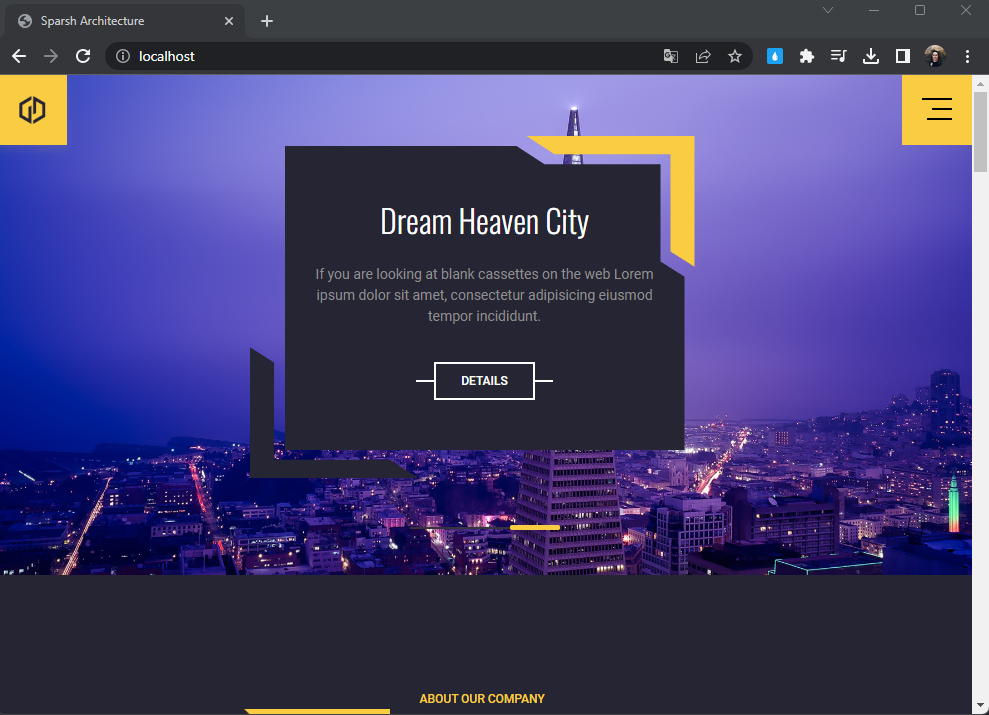 Sparsh Architecture
localhost
Dream Heaven City
If you are looking at blank cassettes on the web Lorem
ipsum dolor sit amet, consectetur adipisicing eiusmod
tempor incididunt.
DETAILS
ABOUT OUR COMPANY